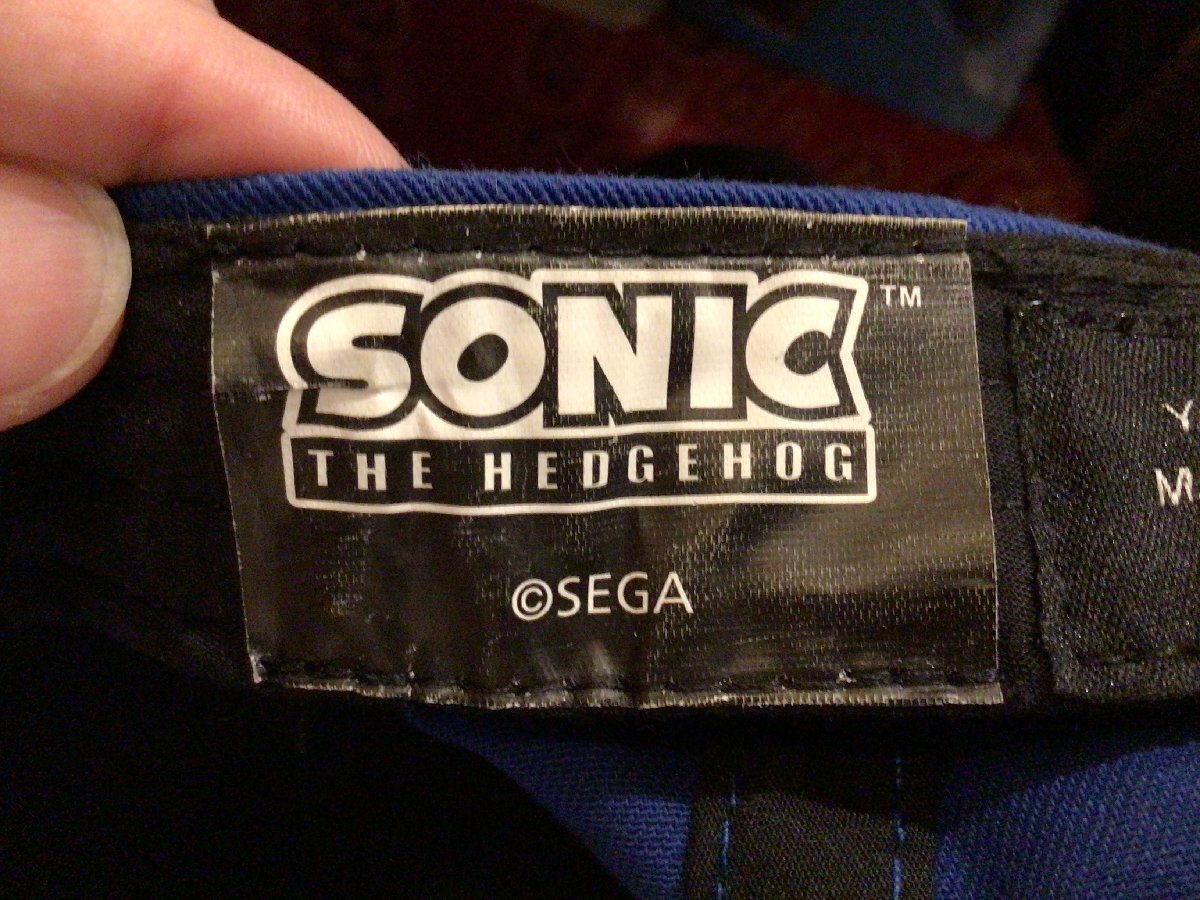 SONIC™
THE HEDGEHOG
©SEGA
Y
M